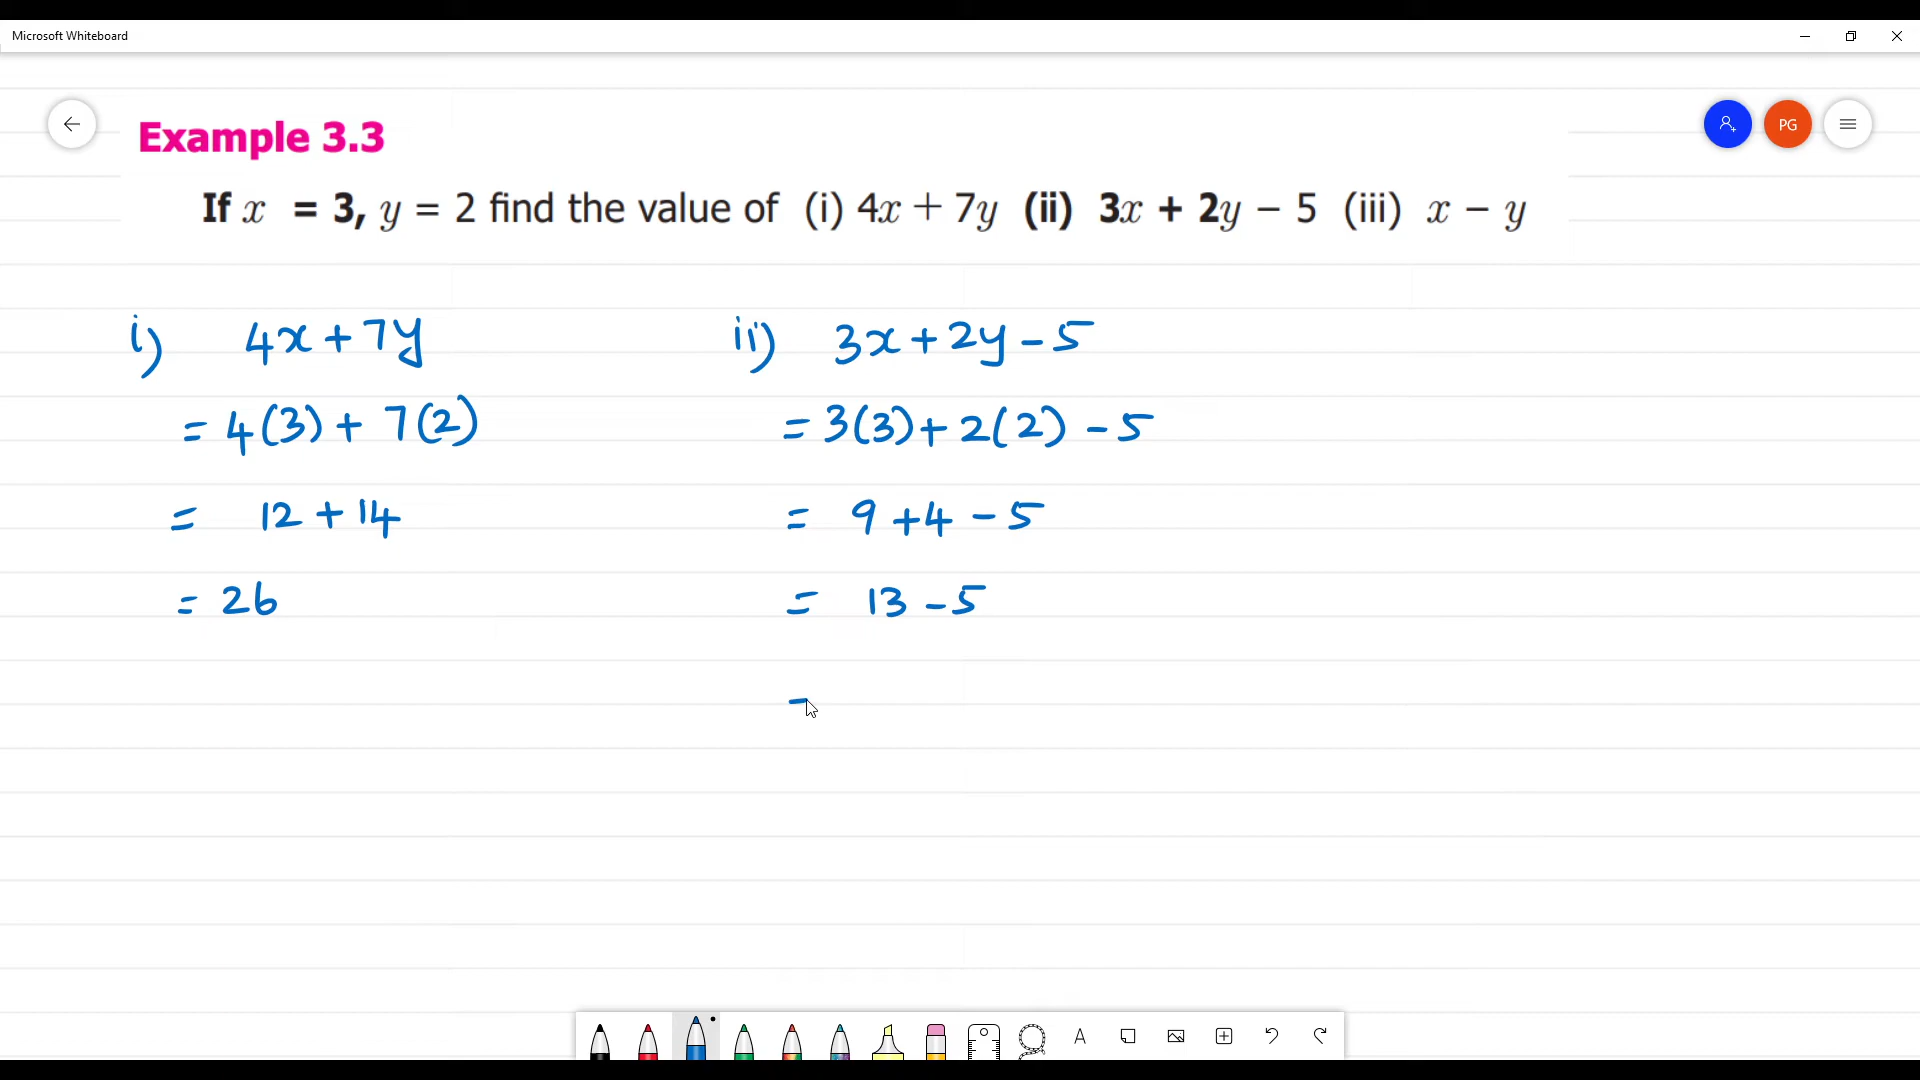 Microsoft Whiteboard
PG
Example 3.3
If x = 3, y = 2 find the value of (i) 4x + 7y (ii) 3x + 2y − 5 (iii) x − y
i) 4x + 7y
= 4(3) + 7(2)
= 12 + 14
= 26
ii) 3x + 2y - 5
= 3(3) + 2(2) - 5
= 9 + 4 - 5
= 13 - 5
-
A